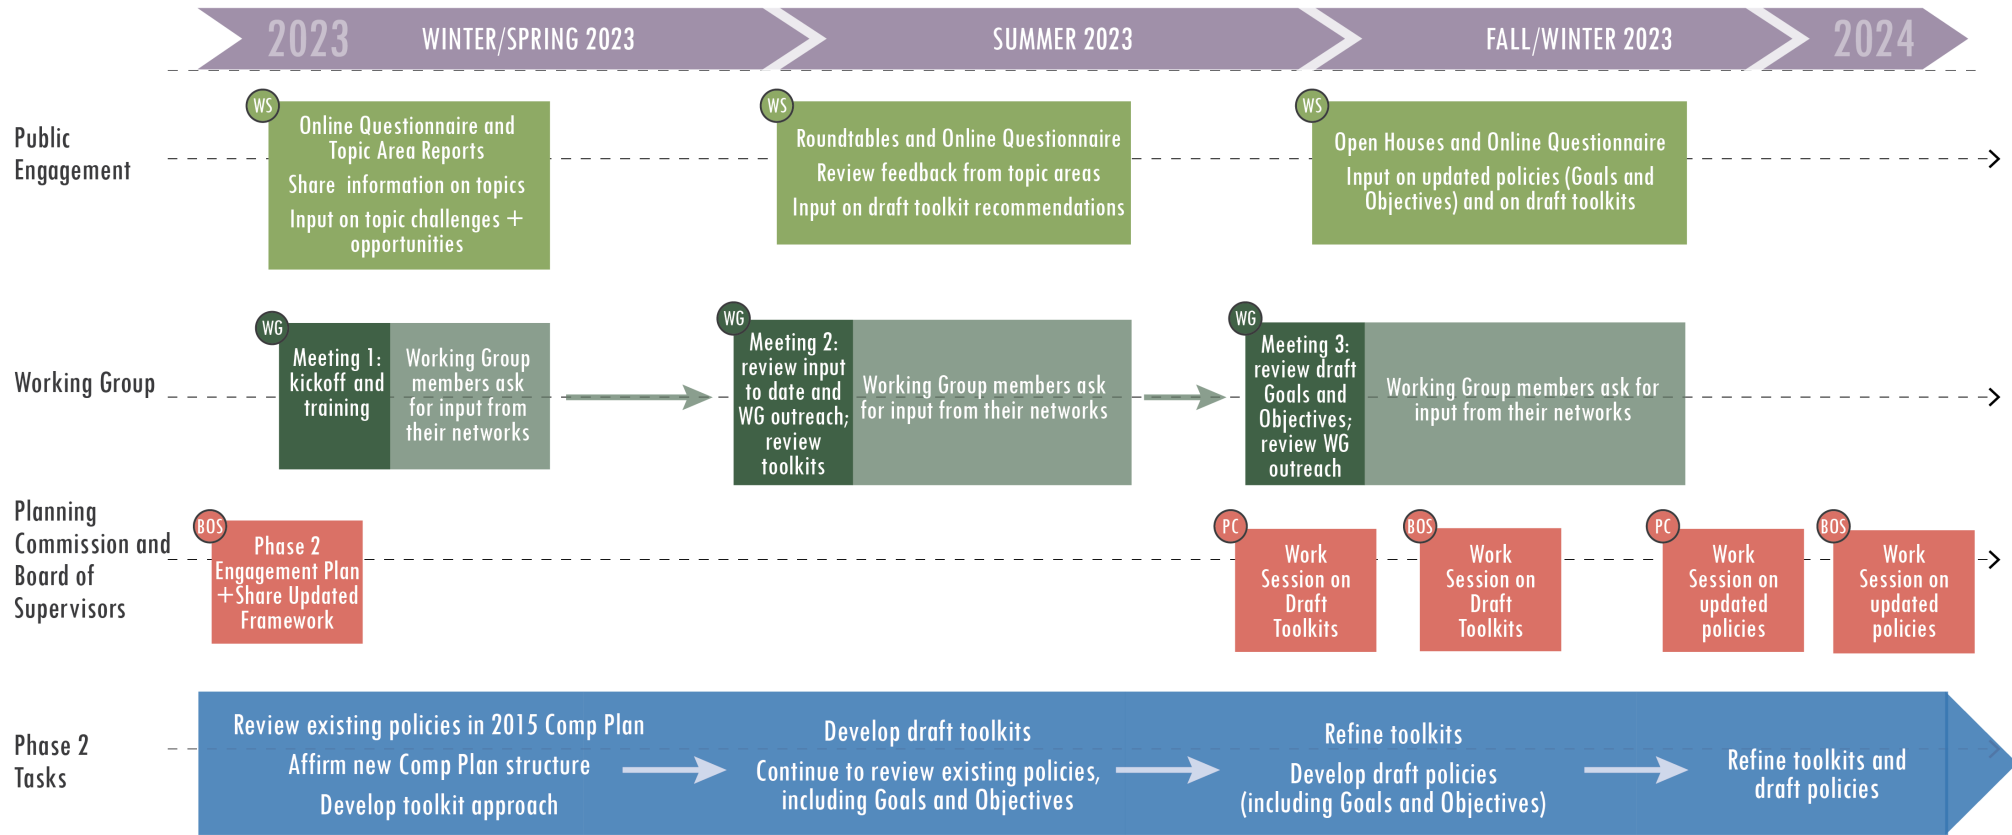 2023
WINTER/SPRING 2023
SUMMER 2023
FALL/WINTER 2023
2024
Public
Engagement
WS
Online Questionnaire and
Topic Area Reports
Share information on topics
Input on topic challenges +
opportunities
WS
Roundtables and Online Questionnaire
Review feedback from topic areas
Input on draft toolkit recommendations
WS
Open Houses and Online Questionnaire
Input on updated policies (Goals and
Objectives) and on draft toolkits
Working Group
WG
Meeting 1:
kickoff and
training
Working Group
members ask
for input from
their networks
WG
Meeting 2:
review input
to date and
WG outreach;
review
toolkits
Working Group members ask
for input from their networks
WG
Meeting 3:
review draft
Goals and
Objectives;
review WG
outreach
Working Group members ask for
input from their networks
Planning
Commission and
Board of
Supervisors
BOS
Phase 2
Engagement Plan
+Share Updated
Framework
PC
Work
Session on
Draft
Toolkits
BOS
Work
Session on
Draft
Toolkits
PC
Work
Session on
updated
policies
BOS
Work
Session on
updated
policies
Phase 2
Tasks
Review existing policies in 2015 Comp Plan
Affirm new Comp Plan structure
Develop toolkit approach
Develop draft toolkits
Continue to review existing policies,
including Goals and Objectives
Refine toolkits
Develop draft policies
(including Goals and Objectives)
Refine toolkits and
draft policies